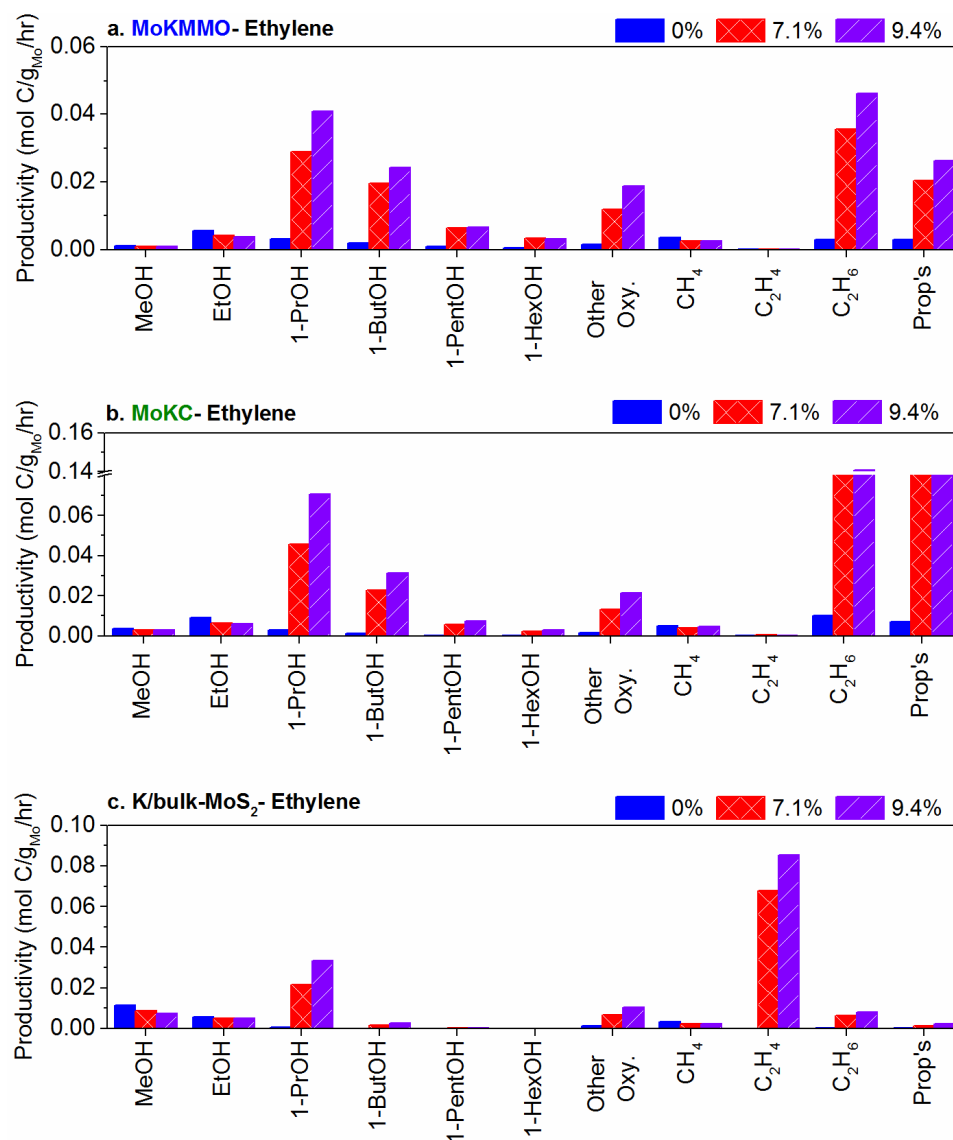 a. MoKMMO- Ethylene
0% 7.1% 9.4%
Productivity (mol C/gMo/hr)
0.06
0.04
0.02
0.00
MeOH
EtOH
1-PrOH
1-ButOH
1-PentOH
1-HexOH
Other
Oxy.
CH4
C2H4
C2H6
Prop's
b. MoKC- Ethylene
0% 7.1% 9.4%
Productivity (mol C/gMo/hr)
0.16
0.14
0.06
0.04
0.02
0.00
MeOH
EtOH
1-PrOH
1-ButOH
1-PentOH
1-HexOH
Other
Oxy.
CH4
C2H4
C2H6
Prop's
c. K/bulk-MoS2- Ethylene
0% 7.1% 9.4%
Productivity (mol C/gMo/hr)
0.10
0.08
0.06
0.04
0.02
0.00
MeOH
EtOH
1-PrOH
1-ButOH
1-PentOH
1-HexOH
Other
Oxy.
CH4
C2H4
C2H6
Prop's